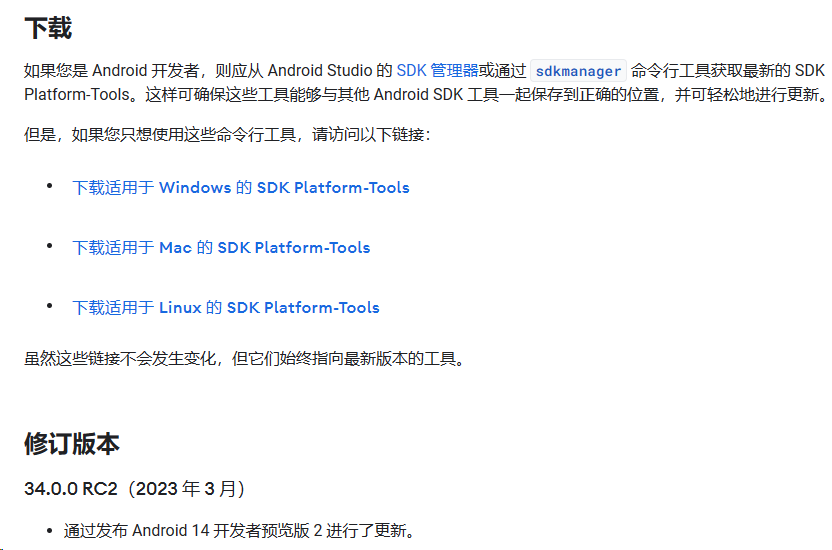 下载
如果您是 Android 开发者，则应从 Android Studio 的 SDK 管理器或通过 sdkmanager 命令行工具获取最新的 SDK
Platform-Tools。这样可确保这些工具能够与其他 Android SDK 工具一起保存到正确的位置，并可轻松地进行更新。
但是，如果您只想使用这些命令行工具，请访问以下链接：
• 下载适用于 Windows 的 SDK Platform-Tools
• 下载适用于 Mac 的 SDK Platform-Tools
• 下载适用于 Linux 的 SDK Platform-Tools
虽然这些链接不会发生变化，但它们始终指向最新版本的工具。
修订版本
34.0.0 RC2（2023 年 3 月）
• 通过发布 Android 14 开发者预览版 2 进行了更新。